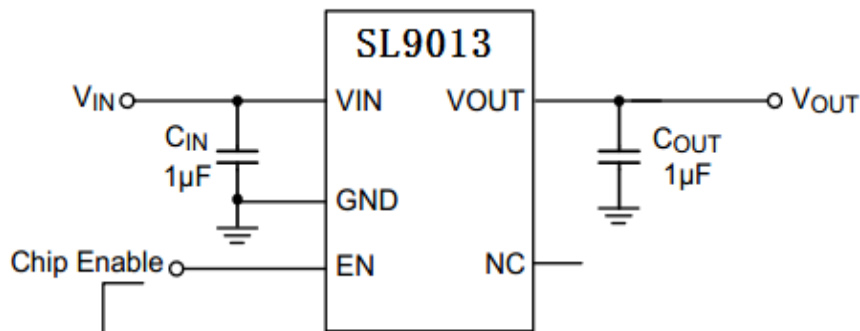 SL9013
VIN
VIN
VOUT
VOUT
CIN
1µF
COUT
1µF
GND
Chip Enable
EN
NC